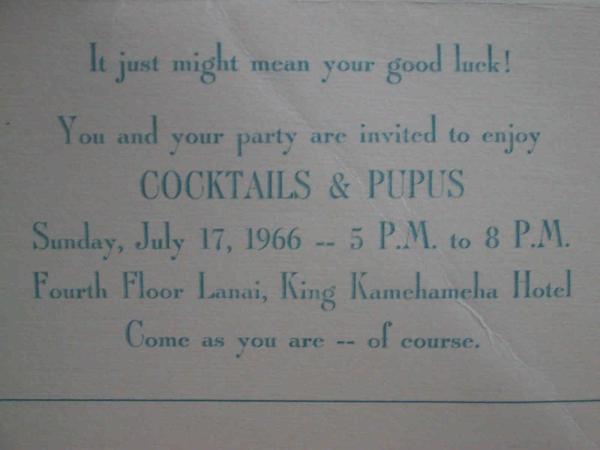 It just might mean your good luck!
You and your party are invited to enjoy
COCKTAILS & PUPUS
Sunday, July 17, 1966 -- 5 P.M. to 8 P.M.
Fourth Floor Lanai, King Kamehameha Hotel
Come as you are -- of course.